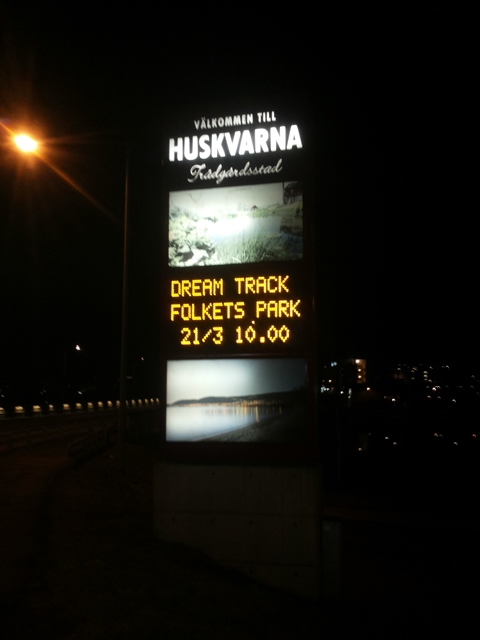 VÄLKOMMEN TILL
HUSKVARNA
Trädgårdsstad
DREAM TRACK
FOLKETS PARK
21/3 10.00